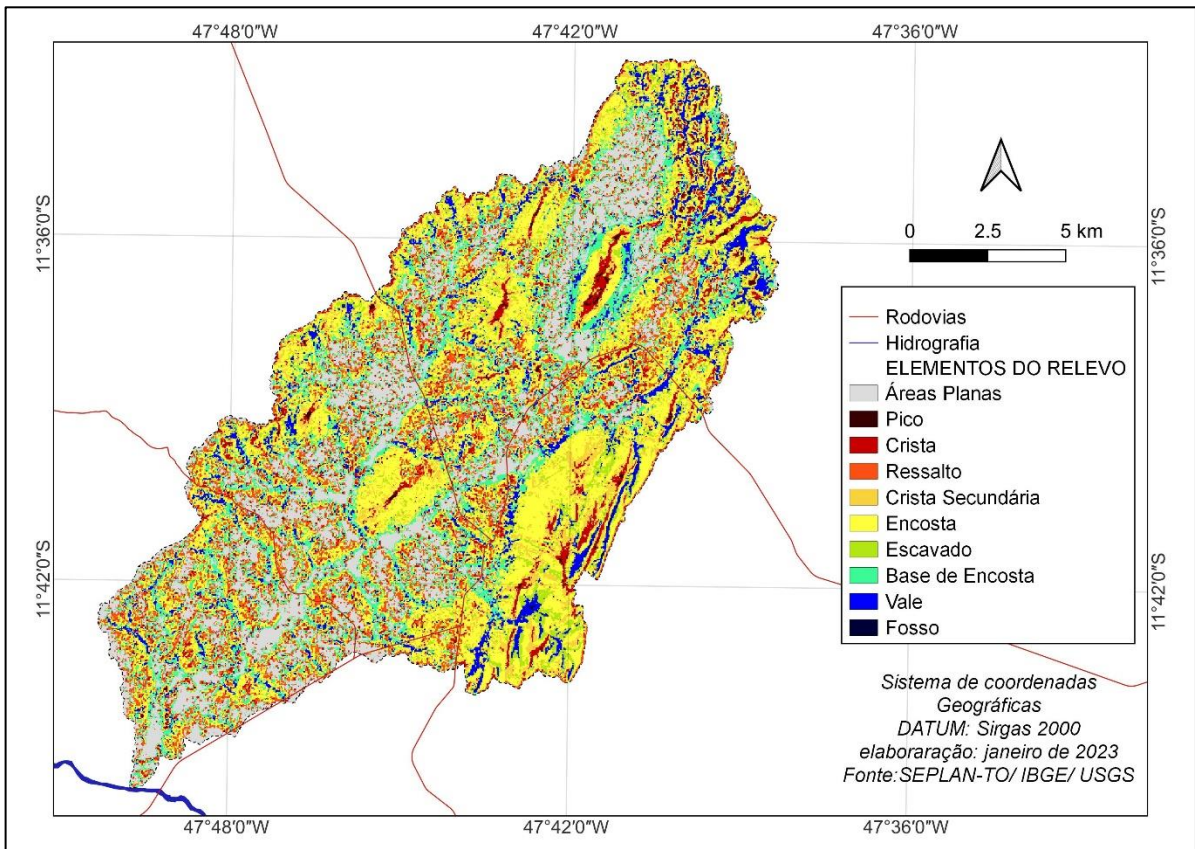 47°48′0″W
47°42′0″W
47°36′0″W
11°36′0″S
11°36′0″S
0 2.5 5 km
Rodovias
Hidrografia
ELEMENTOS DO RELEVO
Áreas Planas
Pico
Crista
Ressalto
Crista Secundária
Encosta
Escavado
Base de Encosta
Vale
Fosso
11°42′0″S
11°42′0″S
Sistema de coordenadas
Geográficas
DATUM: Sirgas 2000
elaboraração: janeiro de 2023
Fonte:SEPLAN-TO/ IBGE/ USGS
47°48′0″W
47°42′0″W
47°36′0″W